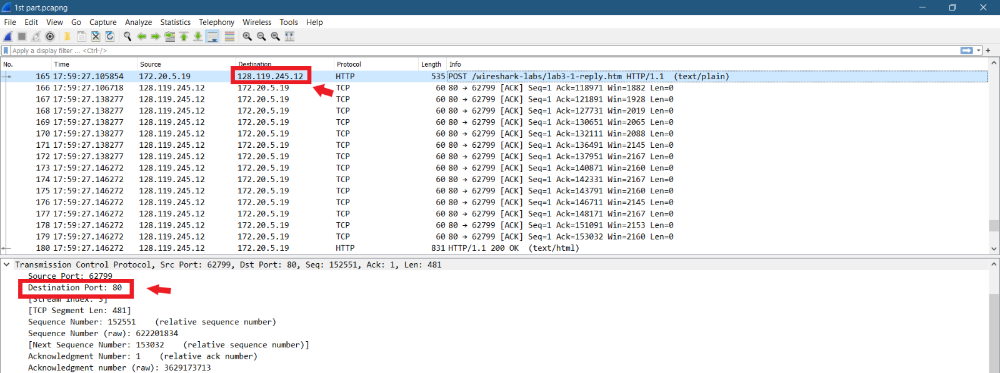 1st part.pcapng
File Edit View Go Capture Analyze Statistics Telephony Wireless Tools Help
Apply a display filter ... <Ctrl-/>
No. Time Source Destination Protocol Length Info
165 17:59:27.105854 172.20.5.19 128.119.245.12 HTTP 535 POST /wireshark-labs/lab3-1-reply.htm HTTP/1.1 (text/plain)
166 17:59:27.106718 128.119.245.12 172.20.5.19 TCP 60 80 → 62799 [ACK] Seq=1 Ack=118971 Win=1882 Len=0
167 17:59:27.138277 128.119.245.12 172.20.5.19 TCP 60 80 → 62799 [ACK] Seq=1 Ack=121891 Win=1928 Len=0
168 17:59:27.138277 128.119.245.12 172.20.5.19 TCP 60 80 → 62799 [ACK] Seq=1 Ack=127731 Win=2019 Len=0
169 17:59:27.138277 128.119.245.12 172.20.5.19 TCP 60 80 → 62799 [ACK] Seq=1 Ack=130651 Win=2065 Len=0
170 17:59:27.138277 128.119.245.12 172.20.5.19 TCP 60 80 → 62799 [ACK] Seq=1 Ack=132111 Win=2088 Len=0
171 17:59:27.138277 128.119.245.12 172.20.5.19 TCP 60 80 → 62799 [ACK] Seq=1 Ack=136491 Win=2145 Len=0
172 17:59:27.138277 128.119.245.12 172.20.5.19 TCP 60 80 → 62799 [ACK] Seq=1 Ack=137951 Win=2167 Len=0
173 17:59:27.146272 128.119.245.12 172.20.5.19 TCP 60 80 → 62799 [ACK] Seq=1 Ack=140871 Win=2160 Len=0
174 17:59:27.146272 128.119.245.12 172.20.5.19 TCP 60 80 → 62799 [ACK] Seq=1 Ack=142331 Win=2167 Len=0
175 17:59:27.146272 128.119.245.12 172.20.5.19 TCP 60 80 → 62799 [ACK] Seq=1 Ack=143791 Win=2160 Len=0
176 17:59:27.146272 128.119.245.12 172.20.5.19 TCP 60 80 → 62799 [ACK] Seq=1 Ack=146711 Win=2145 Len=0
177 17:59:27.146272 128.119.245.12 172.20.5.19 TCP 60 80 → 62799 [ACK] Seq=1 Ack=148171 Win=2167 Len=0
178 17:59:27.146272 128.119.245.12 172.20.5.19 TCP 60 80 → 62799 [ACK] Seq=1 Ack=151091 Win=2153 Len=0
179 17:59:27.146272 128.119.245.12 172.20.5.19 TCP 60 80 → 62799 [ACK] Seq=1 Ack=153032 Win=2160 Len=0
180 17:59:27.146272 128.119.245.12 172.20.5.19 HTTP 831 HTTP/1.1 200 OK (text/html)
Transmission Control Protocol, Src Port: 62799, Dst Port: 80, Seq: 152551, Ack: 1, Len: 481
Source Port: 62799
Destination Port: 80
[Stream index: 3]
[TCP Segment Len: 481]
Sequence Number: 152551 (relative sequence number)
Sequence Number (raw): 622201834
[Next Sequence Number: 153032 (relative sequence number)]
Acknowledgment Number: 1 (relative ack number)
Acknowledgment number (raw): 3629173713